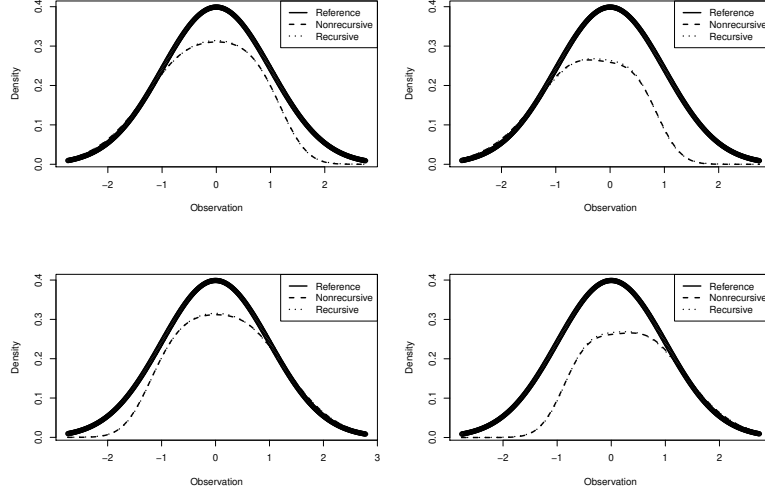 Reference
Nonrecursive
Recursive
Density
0.0 0.1 0.2 0.3 0.4
−2 −1 0 1 2
Observation
Reference
Nonrecursive
Recursive
Density
0.0 0.1 0.2 0.3 0.4
−2 −1 0 1 2
Observation
Reference
Nonrecursive
Recursive
Density
0.0 0.1 0.2 0.3 0.4
−2 −1 0 1 2 3
Observation
Reference
Nonrecursive
Recursive
Density
0.0 0.1 0.2 0.3 0.4
−2 −1 0 1 2
Observation